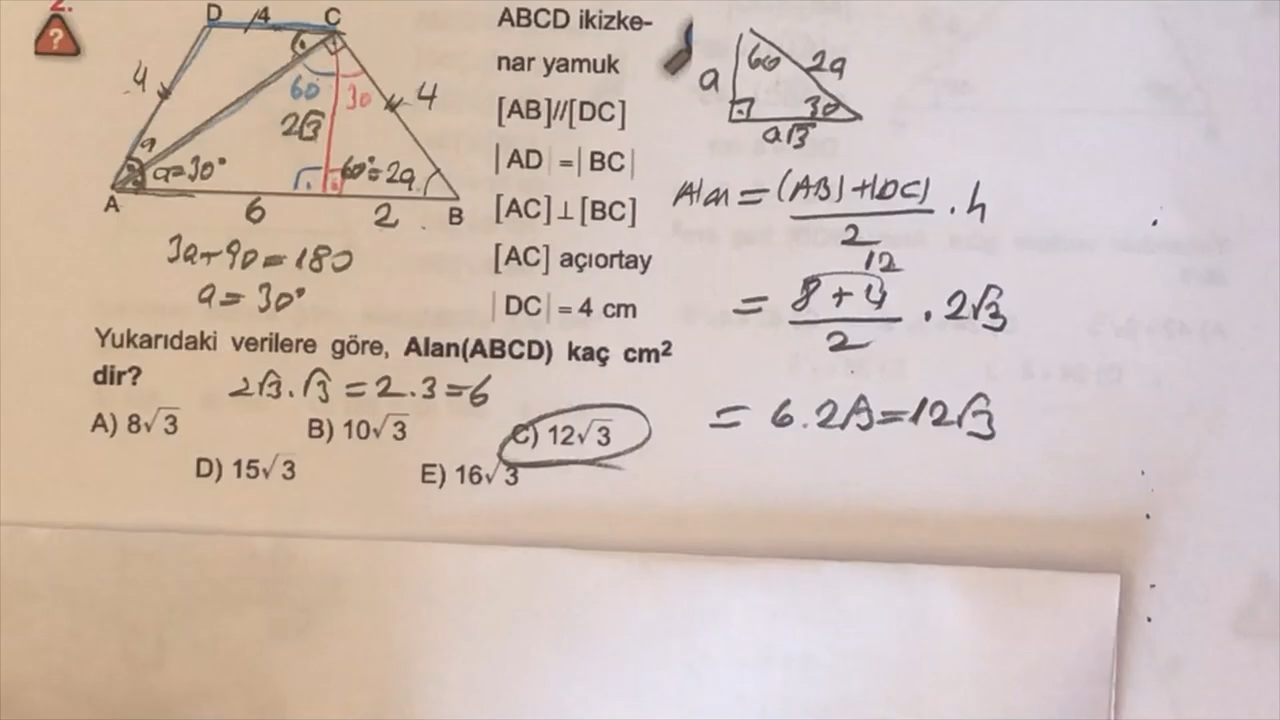 2.
?
D 4 C
4
60 30
4
2√3
a
a=30°
60°=2a
A 6 2 B
3a+90=180
a=30°
ABCD ikizke-
nar yamuk
[AB]//[DC]
|AD|=|BC|
[AC]⊥[BC]
[AC] açıortay
|DC|= 4 cm
Yukarıdaki verilere göre, Alan(ABCD) kaç cm²
dir?
2√3.√3=2.3=6
A) 8√3 B) 10√3 C) 12√3
D) 15√3 E) 16√3
60 2a
a
30
a√3
Alan=(|AB|+|DC|)/2.h
12
=(8+4)/2.2√3
=6.2√3=12√3